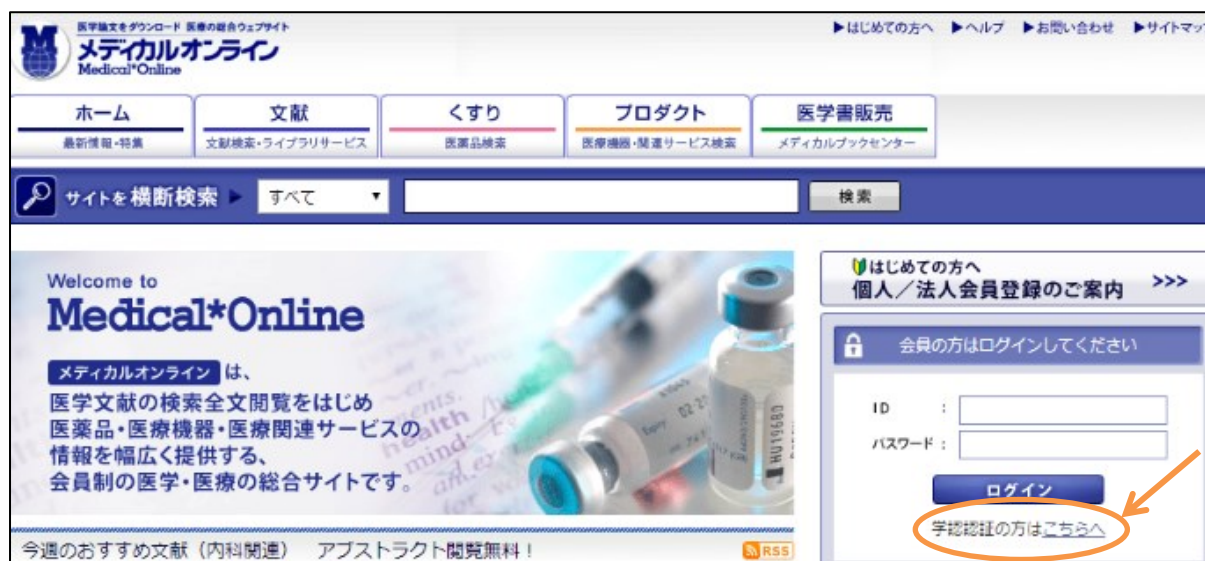 医学論文をダウンロード 医療の総合ウェブサイト
メディカルオンライン
Medical*Online
▶はじめての方へ ▶ヘルプ ▶お問い合わせ ▶サイトマップ
ホーム 文献 くすり プロダクト 医学書販売
最新情報・特集 文献検索・ライブラリサービス 医薬品検索 医療機器・関連サービス検索 メディカルブックセンター
サイトを横断検索 ▶ すべて ▼ 検索
Welcome to
Medical*Online
メディカルオンライン は、
医学文献の検索全文閲覧をはじめ
医薬品・医療機器・医療関連サービスの
情報を幅広く提供する、
会員制の医学・医療の総合サイトです。
health
mind
HU19680
今週のおすすめ文献（内科関連） アブストラクト閲覧無料！ RSS
はじめての方へ
個人／法人会員登録のご案内 >>>
会員の方はログインしてください
ID :
パスワード :
ログイン
学認認証の方はこちらへ